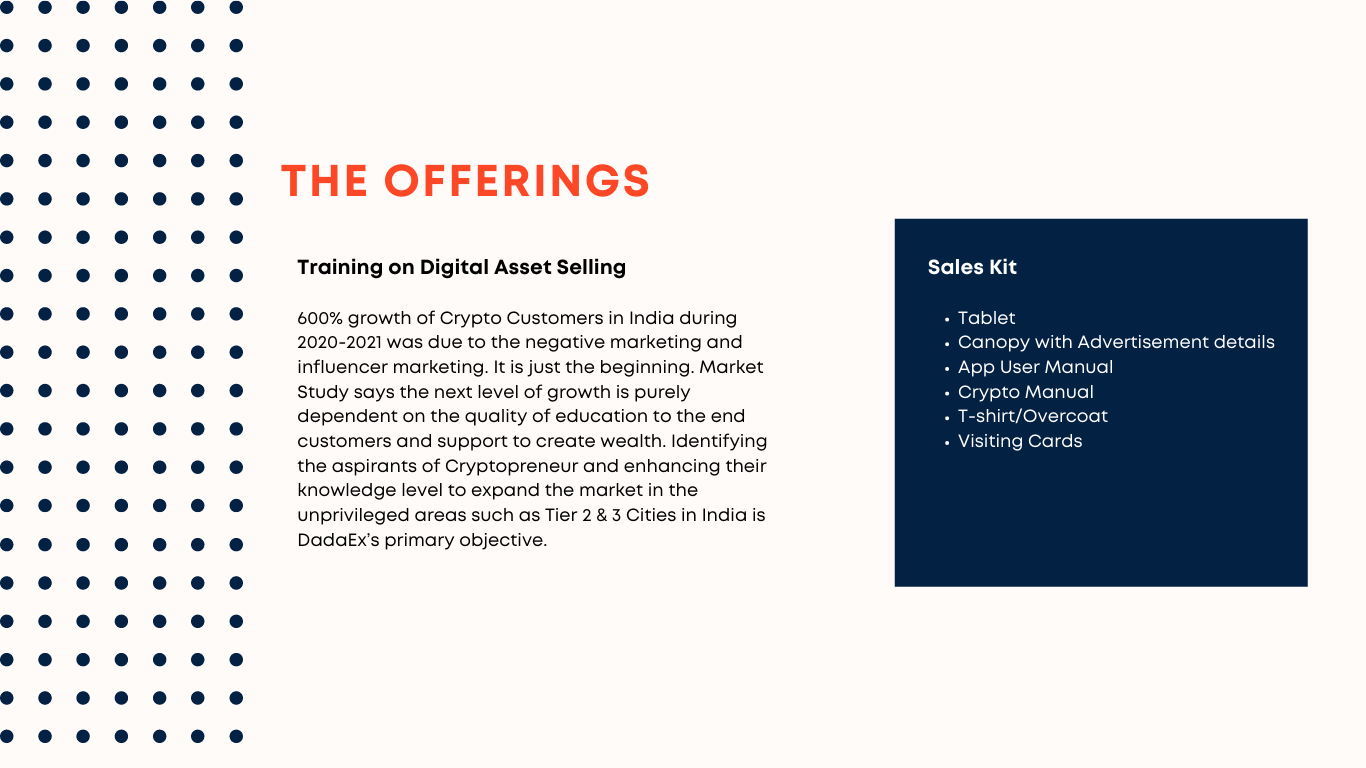 THE OFFERINGS
Training on Digital Asset Selling
600% growth of Crypto Customers in India during
2020-2021 was due to the negative marketing and
influencer marketing. It is just the beginning. Market
Study says the next level of growth is purely
dependent on the quality of education to the end
customers and support to create wealth. Identifying
the aspirants of Cryptopreneur and enhancing their
knowledge level to expand the market in the
unprivileged areas such as Tier 2 & 3 Cities in India is
DadaEx's primary objective.
Sales Kit
• Tablet
• Canopy with Advertisement details
• App User Manual
• Crypto Manual
• T-shirt/Overcoat
• Visiting Cards